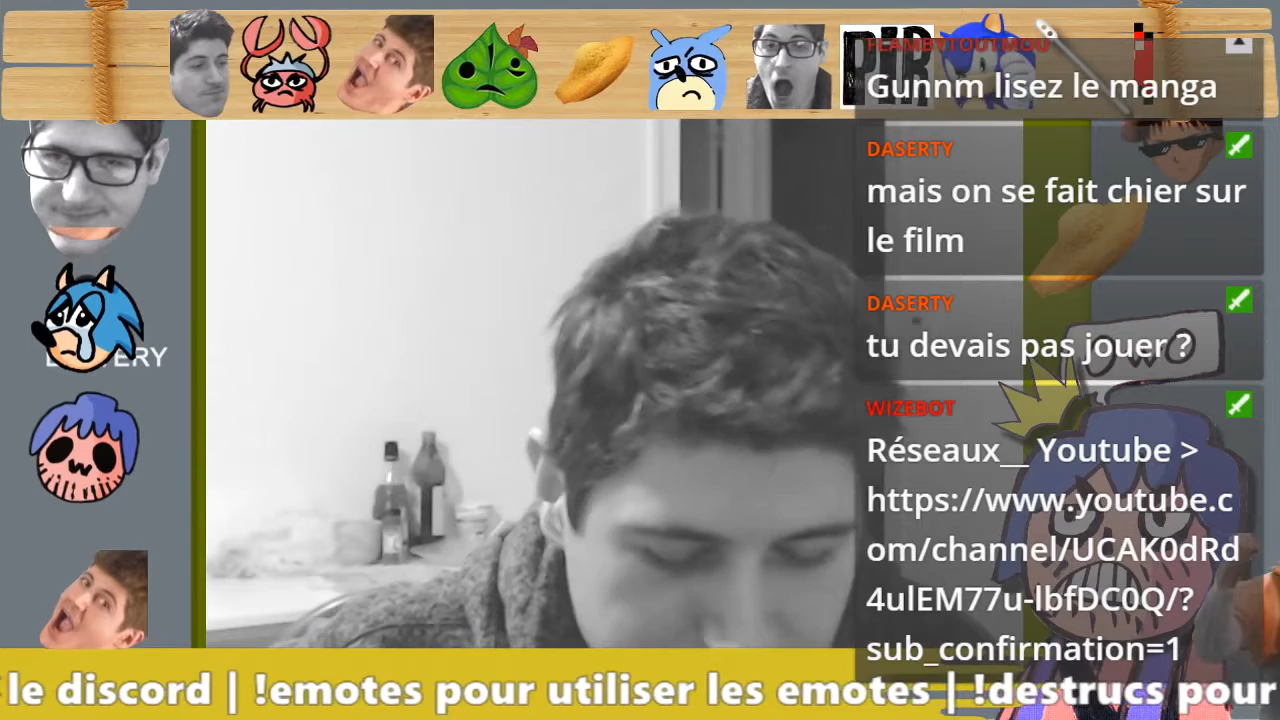 FLAMBYTOUTMOU
Gunnm lisez le manga
DASERTY
mais on se fait chier sur
le film
DASERTY
tu devais pas jouer ?
OWO
WIZEBOT
Réseaux__ Youtube >
https://www.youtube.c
om/channel/UCAK0dRd
4ulEM77u-lbfDC0Q/?
sub_confirmation=1
le discord | !emotes pour utiliser les emotes | !destrucs pour